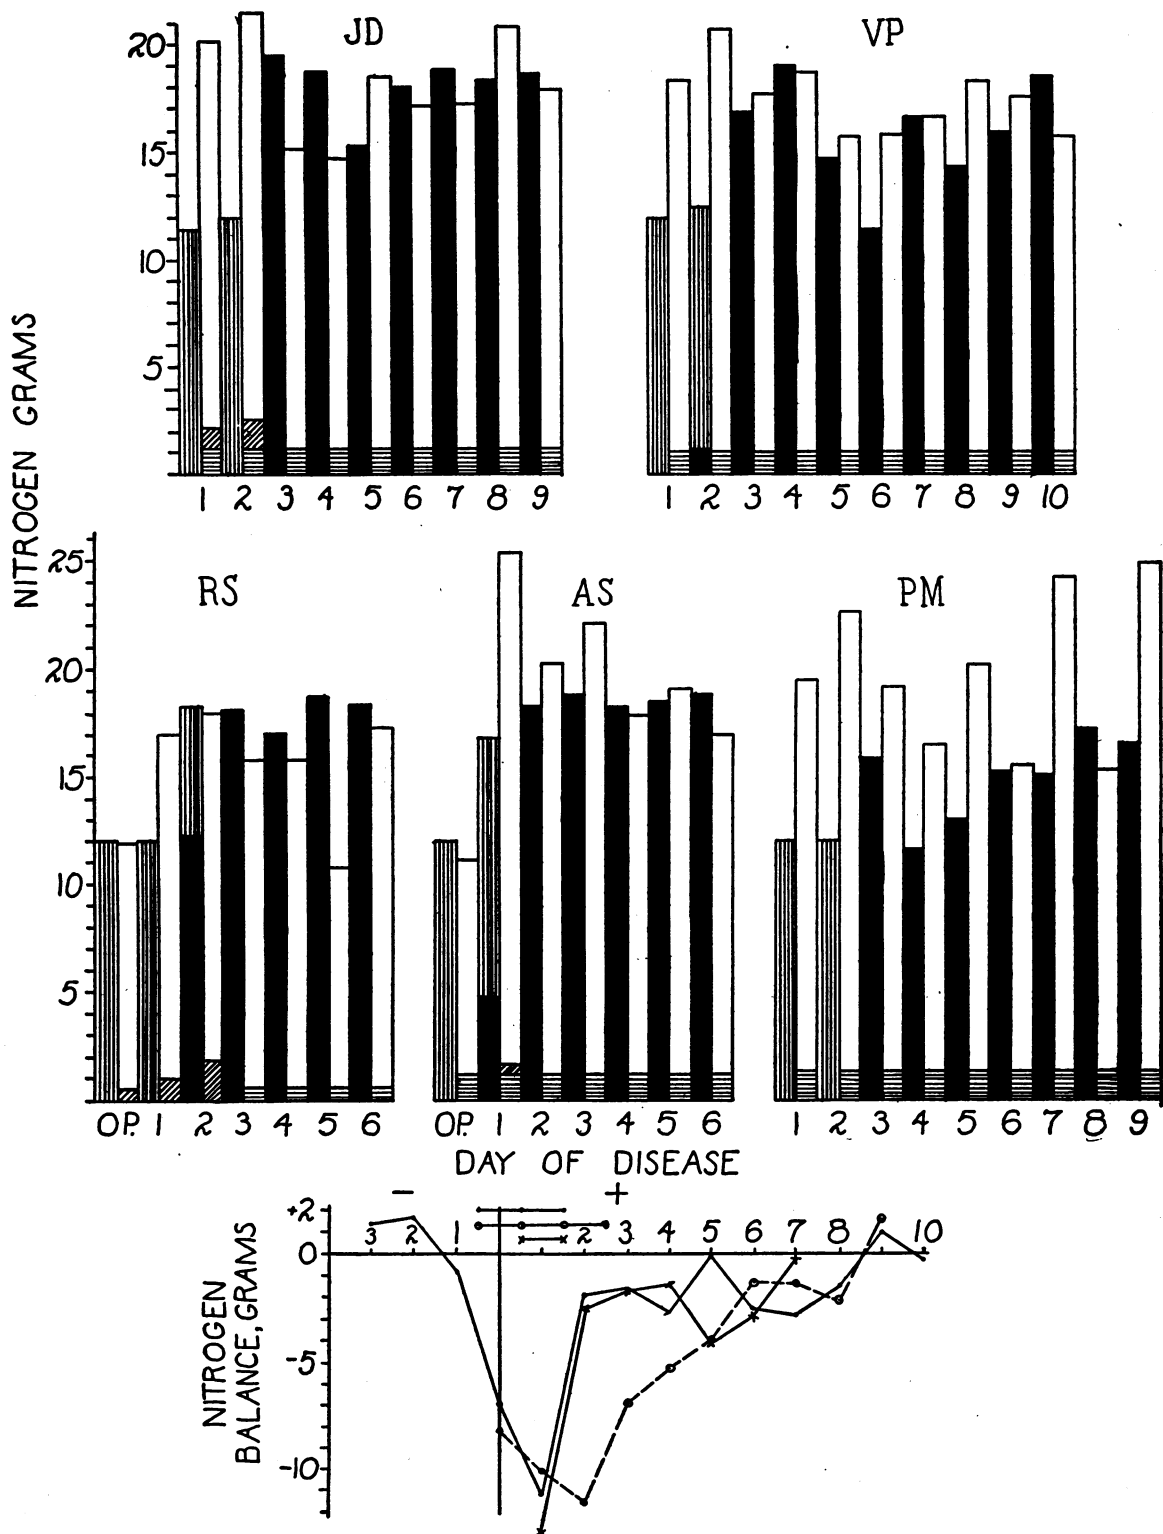 JD VP
20
15
10
5
1 2 3 4 5 6 7 8 9 1 2 3 4 5 6 7 8 9 10
NITROGEN GRAMS
RS AS PM
25
20
15
10
5
OP. 1 2 3 4 5 6 OP. 1 2 3 4 5 6 1 2 3 4 5 6 7 8 9
DAY OF DISEASE
− +
+2
3 2 1 2 3 4 5 6 7 8 10
0
-5
-10
NITROGEN
BALANCE, GRAMS